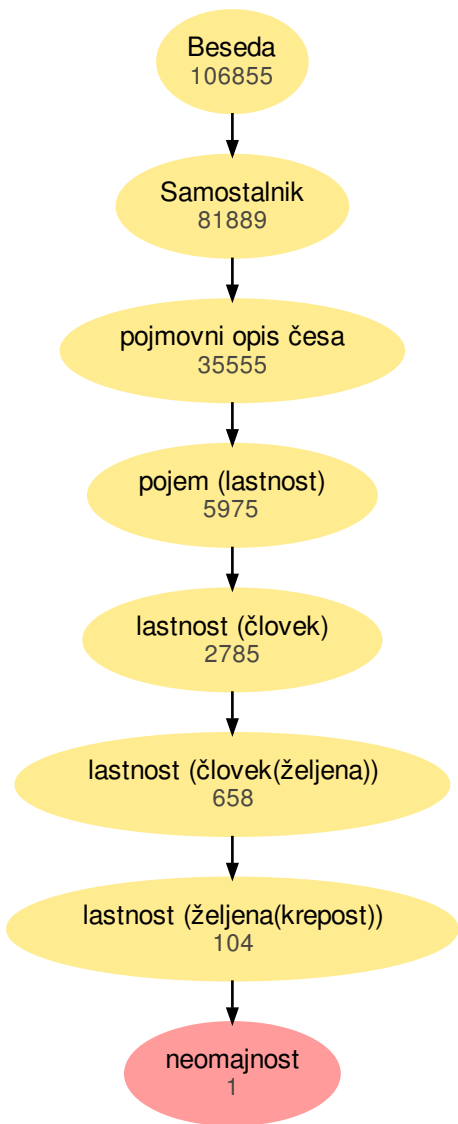 Beseda
106855
Samostalnik
81889
pojmovni opis česa
35555
pojem (lastnost)
5975
lastnost (človek)
2785
lastnost (človek(željena))
658
lastnost (željena(krepost))
104
neomajnost
1